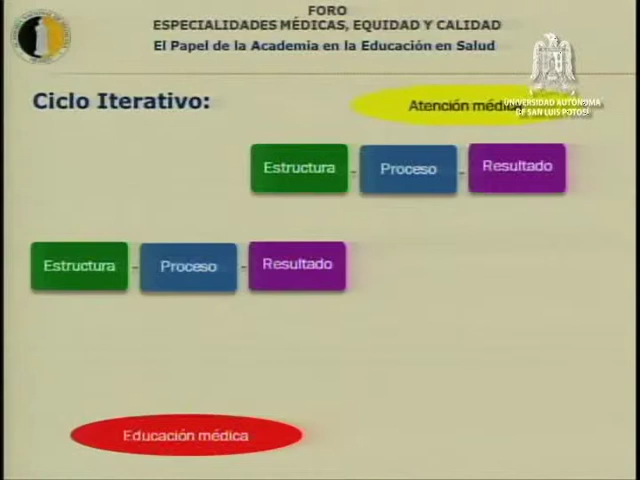 FORO
ESPECIALIDADES MÉDICAS, EQUIDAD Y CALIDAD
El Papel de la Academia en la Educación en Salud
Ciclo Iterativo:
Atención médica
UNIVERSIDAD AUTÓNOMA
DE SAN LUIS POTOSÍ
Estructura - Proceso - Resultado
Estructura - Proceso - Resultado
Educación médica